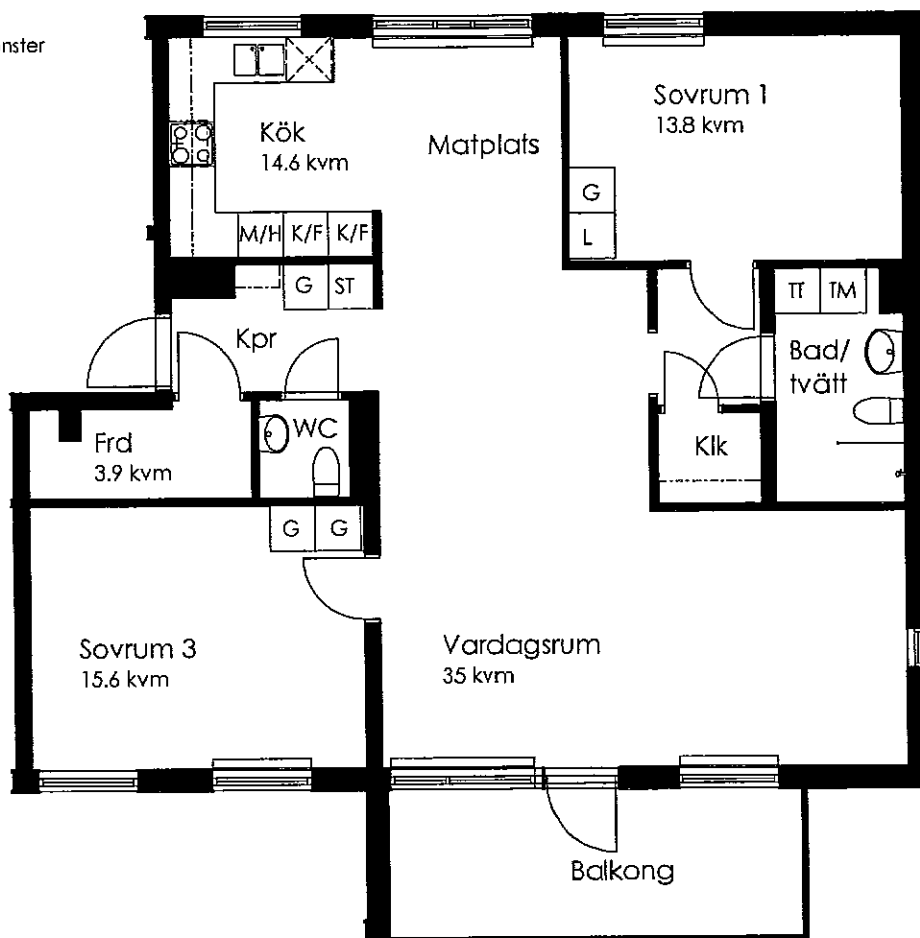 nster
Sovrum 1
13.8 kvm
Kök
14.6 kvm
Matplats
G
L
M/H K/F K/F
G ST
TT TM
Kpr
Bad/
tvätt
WC
Frd
3.9 kvm
Klk
G G
Sovrum 3
15.6 kvm
Vardagsrum
35 kvm
Balkong